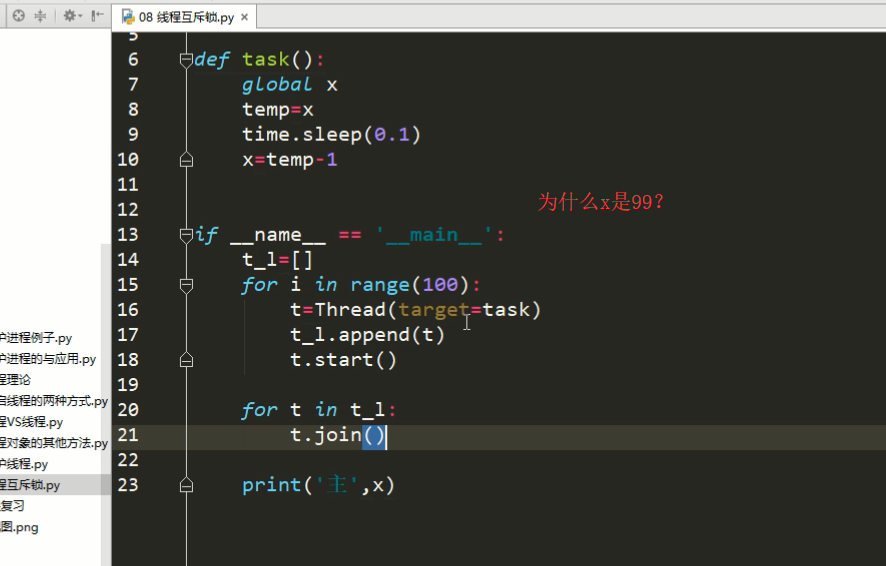 08 线程互斥锁.py ×
5
6 def task():
7 global x
8 temp=x
9 time.sleep(0.1)
10 x=temp-1
11
12
为什么x是99?
13 if __name__ == '__main__':
14 t_l=[]
15 for i in range(100):
16 t=Thread(target=task)
17 t_l.append(t)
18 t.start()
19
20 for t in t_l:
21 t.join()
22
23 print('主',x)
进程例子.py
进程的与应用.py
程理论
线程的两种方式.py
程VS线程.py
程对象的其他方法.py
线程.py
程互斥锁.py
复习
图.png